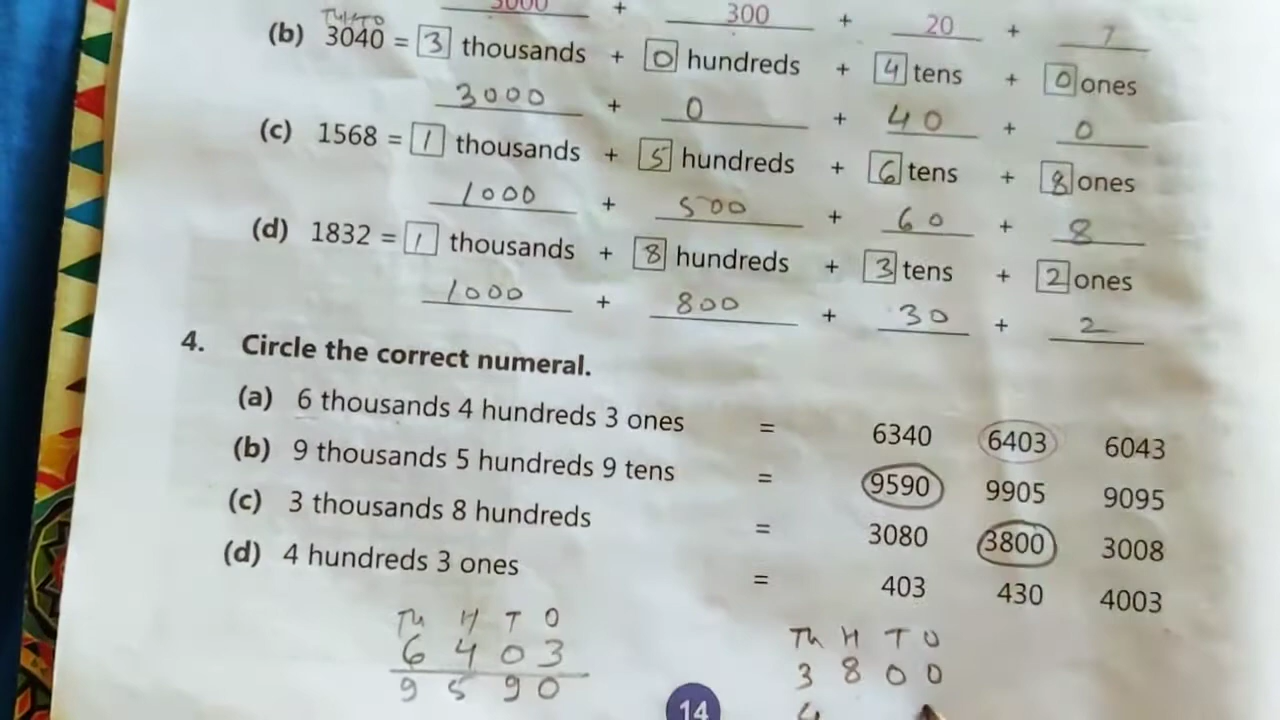 3000 + 300 + 20 + 7
Th H T O
(b) 3040 = 3 thousands + 0 hundreds + 4 tens + 0 ones
3000 + 0 + 40 + 0
(c) 1568 = 1 thousands + 5 hundreds + 6 tens + 8 ones
1000 + 500 + 60 + 8
(d) 1832 = 1 thousands + 8 hundreds + 3 tens + 2 ones
1000 + 800 + 30 + 2
4. Circle the correct numeral.
(a) 6 thousands 4 hundreds 3 ones = 6340 6403 6043
(b) 9 thousands 5 hundreds 9 tens = 9590 9905 9095
(c) 3 thousands 8 hundreds = 3080 3800 3008
(d) 4 hundreds 3 ones = 403 430 4003
Th H T O
6 4 0 3
9 5 9 0
Th H T O
3 8 0 0
4
14